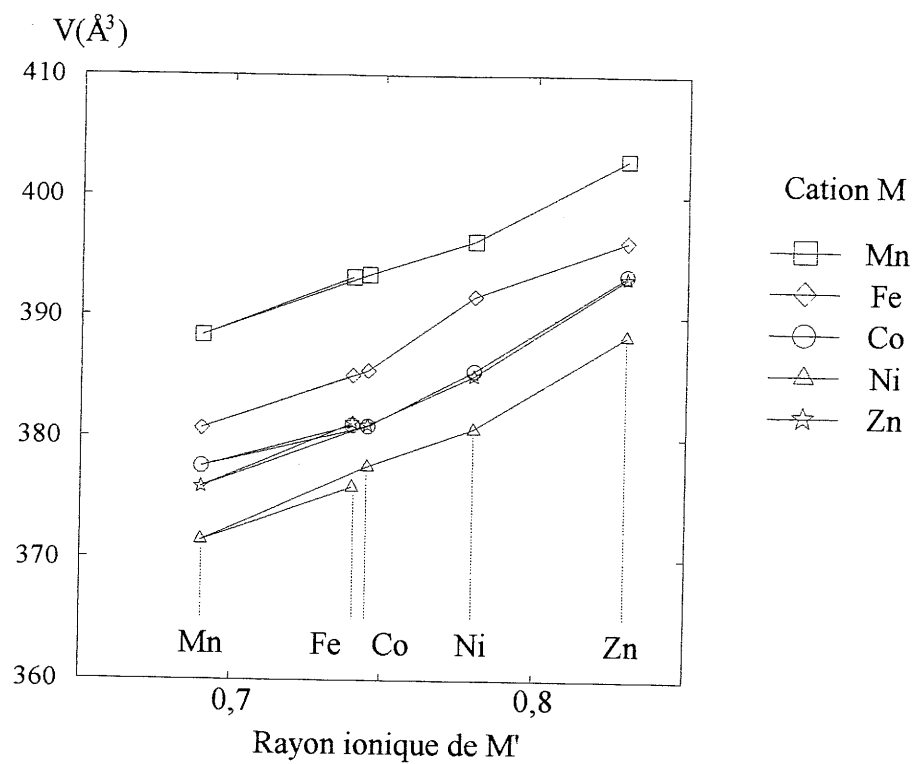 V(Å³)
410
400
390
380
370
360
Mn
Fe
Co
Ni
Zn
0,7
0,8
Rayon ionique de M'
Cation M
Mn
Fe
Co
Ni
Zn